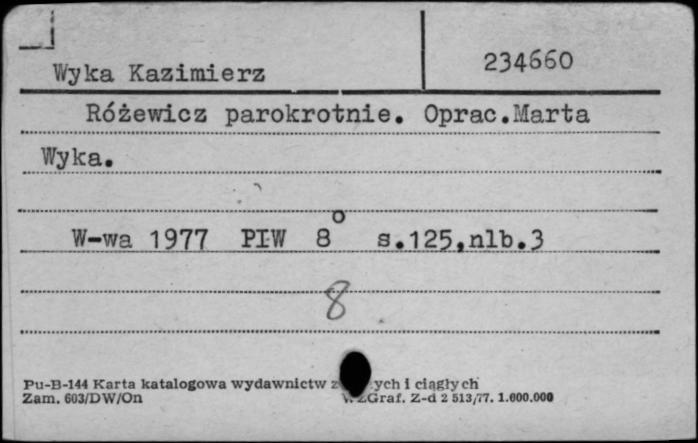 Wyka Kazimierz
234660
Różewicz parokrotnie. Oprac.Marta
Wyka.
W-wa 1977 PIW 8° s.125,nlb.3
8
Pu-B-144 Karta katalogowa wydawnictw i ciągłych
Zam. 603/DW/On Z-d 2 513/77. 1.000.000